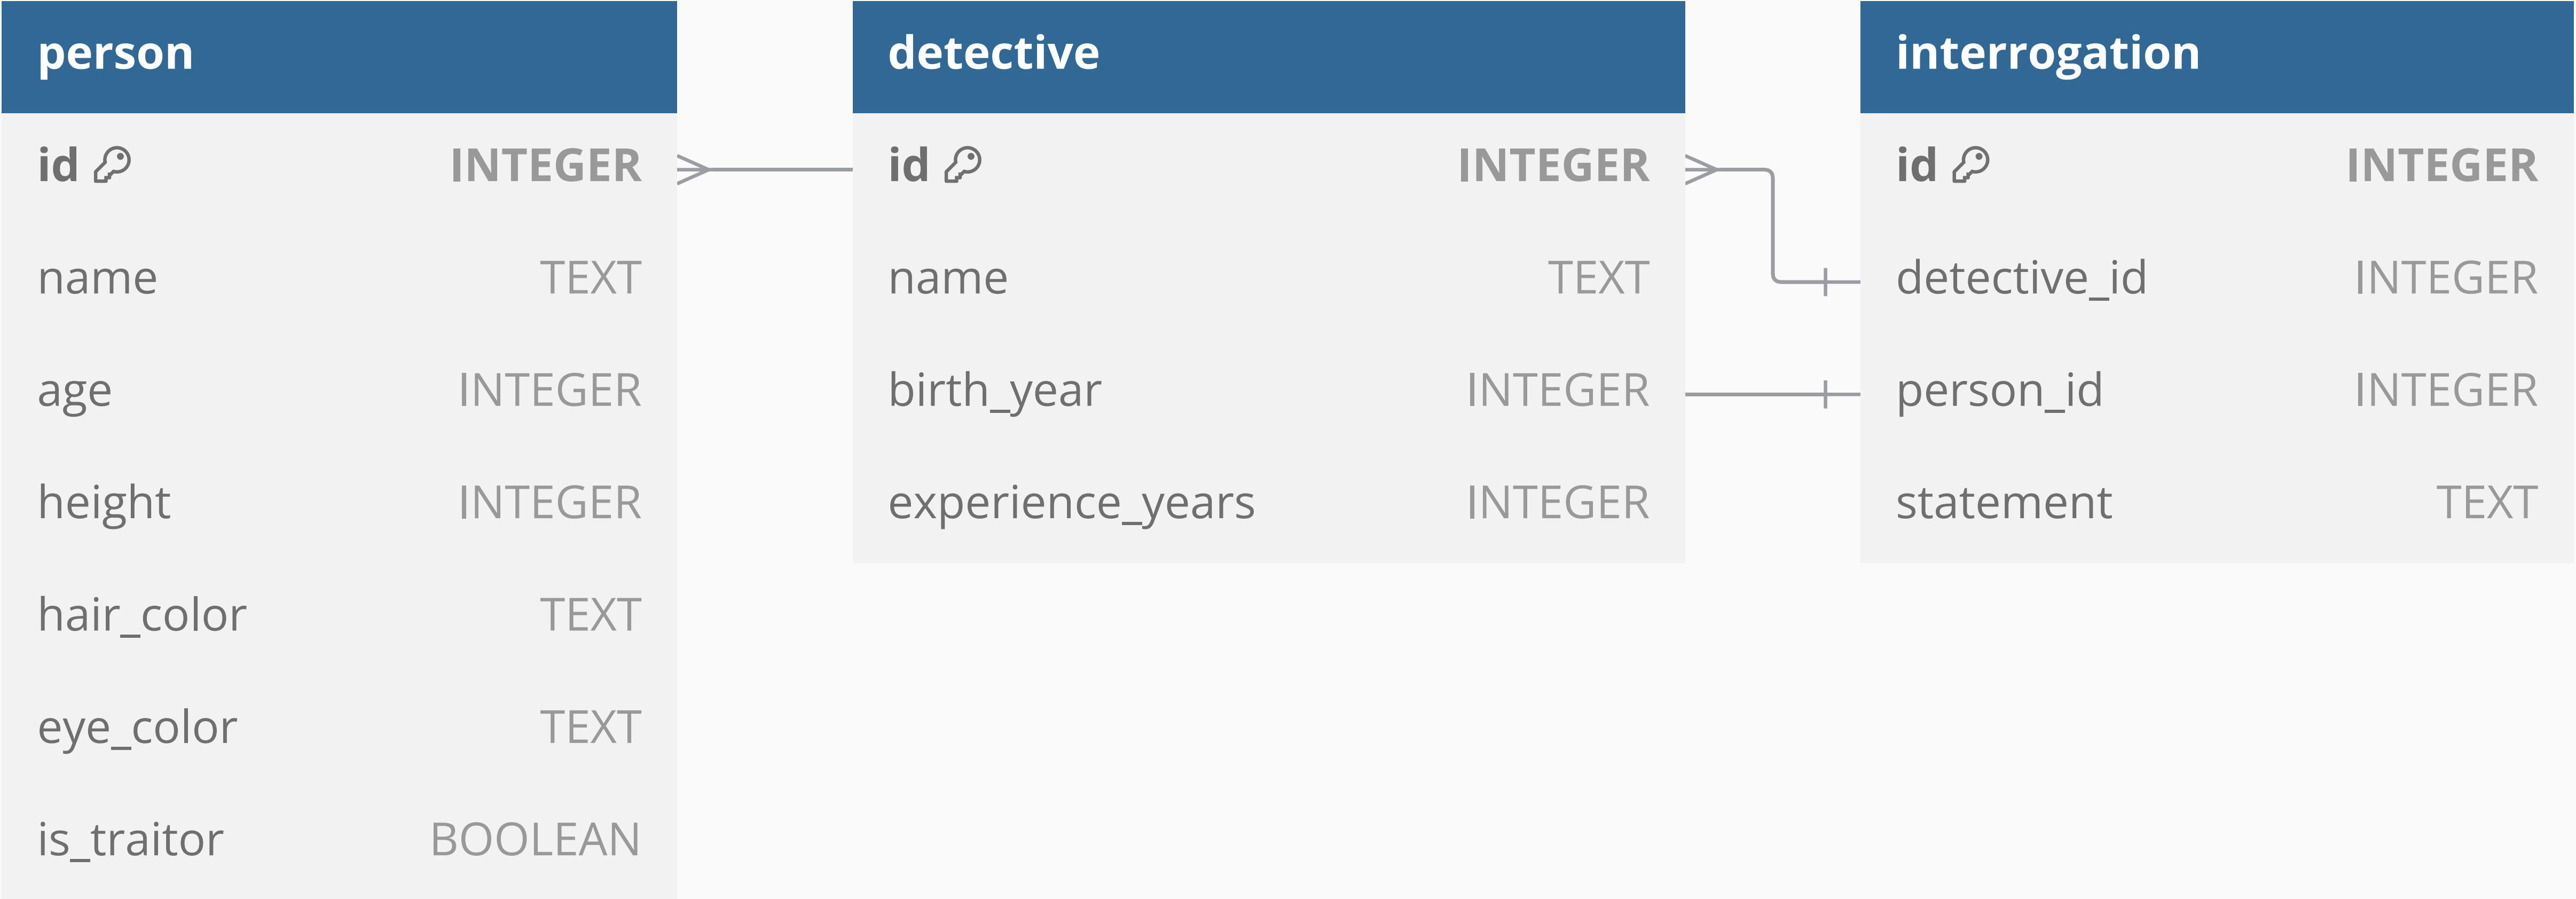 person
id INTEGER
name TEXT
age INTEGER
height INTEGER
hair_color TEXT
eye_color TEXT
is_traitor BOOLEAN
detective
id INTEGER
name TEXT
birth_year INTEGER
experience_years INTEGER
interrogation
id INTEGER
detective_id INTEGER
person_id INTEGER
statement TEXT